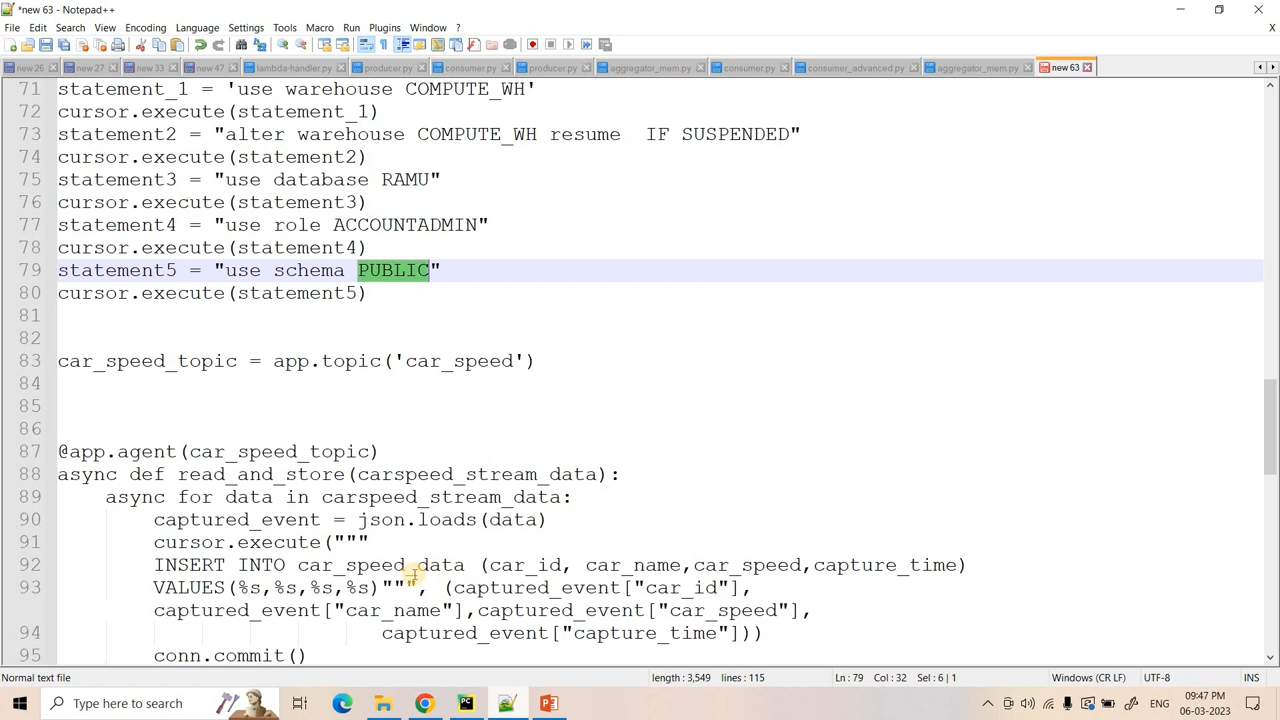 *new 63 - Notepad++
File Edit Search View Encoding Language Settings Tools Macro Run Plugins Window ?
new 26 new 27 new 33 new 47 lambda-handler.py producer.py consumer.py producer.py aggregator_mem.py consumer.py consumer_advanced.py aggregator_mem.py new 63
71 statement_1 = 'use warehouse COMPUTE_WH'
72 cursor.execute(statement_1)
73 statement2 = "alter warehouse COMPUTE_WH resume  IF SUSPENDED"
74 cursor.execute(statement2)
75 statement3 = "use database RAMU"
76 cursor.execute(statement3)
77 statement4 = "use role ACCOUNTADMIN"
78 cursor.execute(statement4)
79 statement5 = "use schema PUBLIC"
80 cursor.execute(statement5)
81
82
83 car_speed_topic = app.topic('car_speed')
84
85
86
87 @app.agent(car_speed_topic)
88 async def read_and_store(carspeed_stream_data):
89     async for data in carspeed_stream_data:
90         captured_event = json.loads(data)
91         cursor.execute("""
92         INSERT INTO car_speed_data (car_id, car_name,car_speed,capture_time)
93         VALUES(%s,%s,%s,%s)""", (captured_event["car_id"],
captured_event["car_name"],captured_event["car_speed"],
94                            captured_event["capture_time"]))
95         conn.commit()
Normal text file length : 3,549 lines : 115 Ln : 79 Col : 32 Sel : 6 | 1 Windows (CR LF) UTF-8 INS
Type here to search
ENG
09:47 PM
06-03-2023